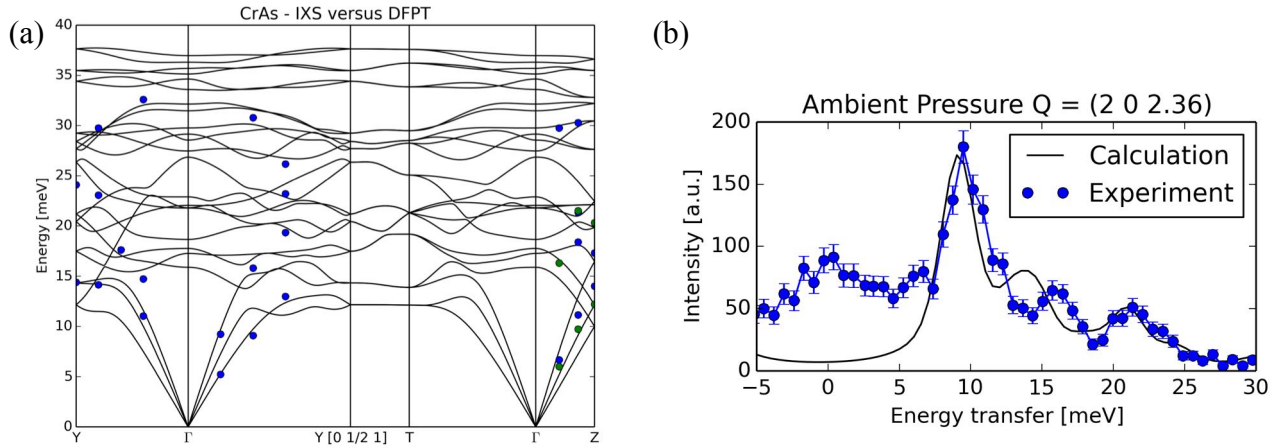 (a)
CrAs - IXS versus DFPT
Energy [meV]
40
35
30
25
20
15
10
5
0
Y Γ Y [0 1/2 1] T Γ Z
(b)
Ambient Pressure Q = (2 0 2.36)
Calculation
Experiment
Intensity [a.u.]
200
150
100
50
0
-5 0 5 10 15 20 25 30
Energy transfer [meV]